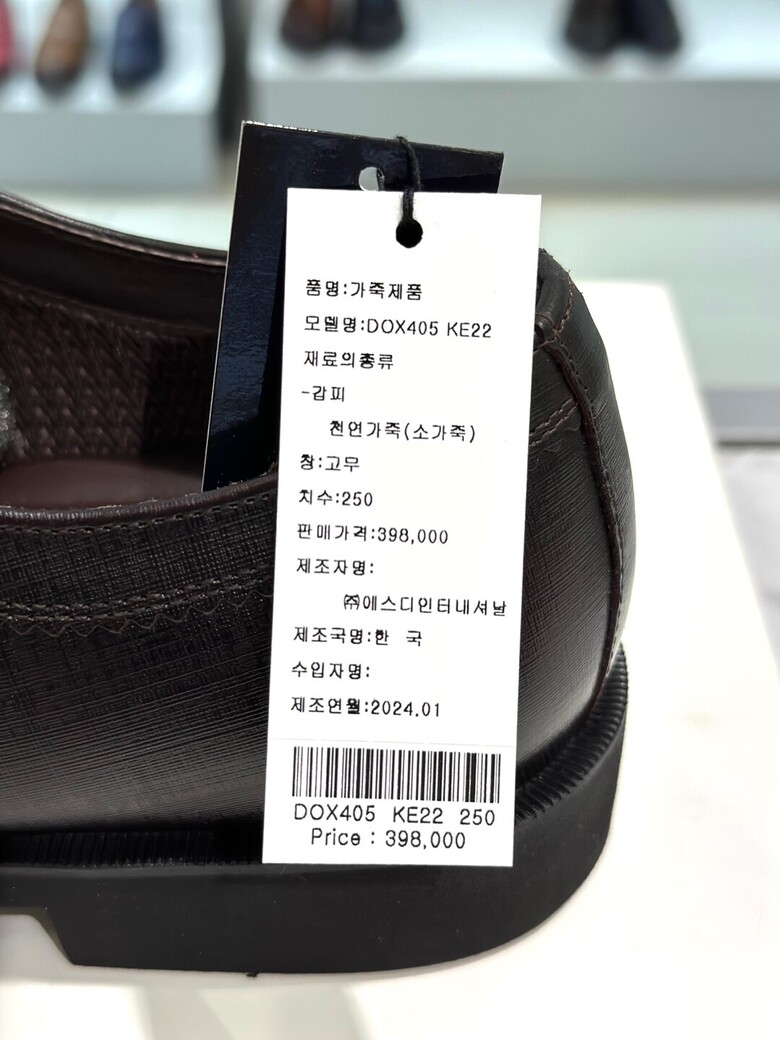 품명:가죽제품
모델명:DOX405 KE22
재료의종류
-갑피
천연가죽(소가죽)
창:고무
치수:250
판매가격:398,000
제조자명:
㈜에스디인터내셔날
제조국명:한 국
수입자명:
제조연월:2024.01
DOX405 KE22 250
Price : 398,000